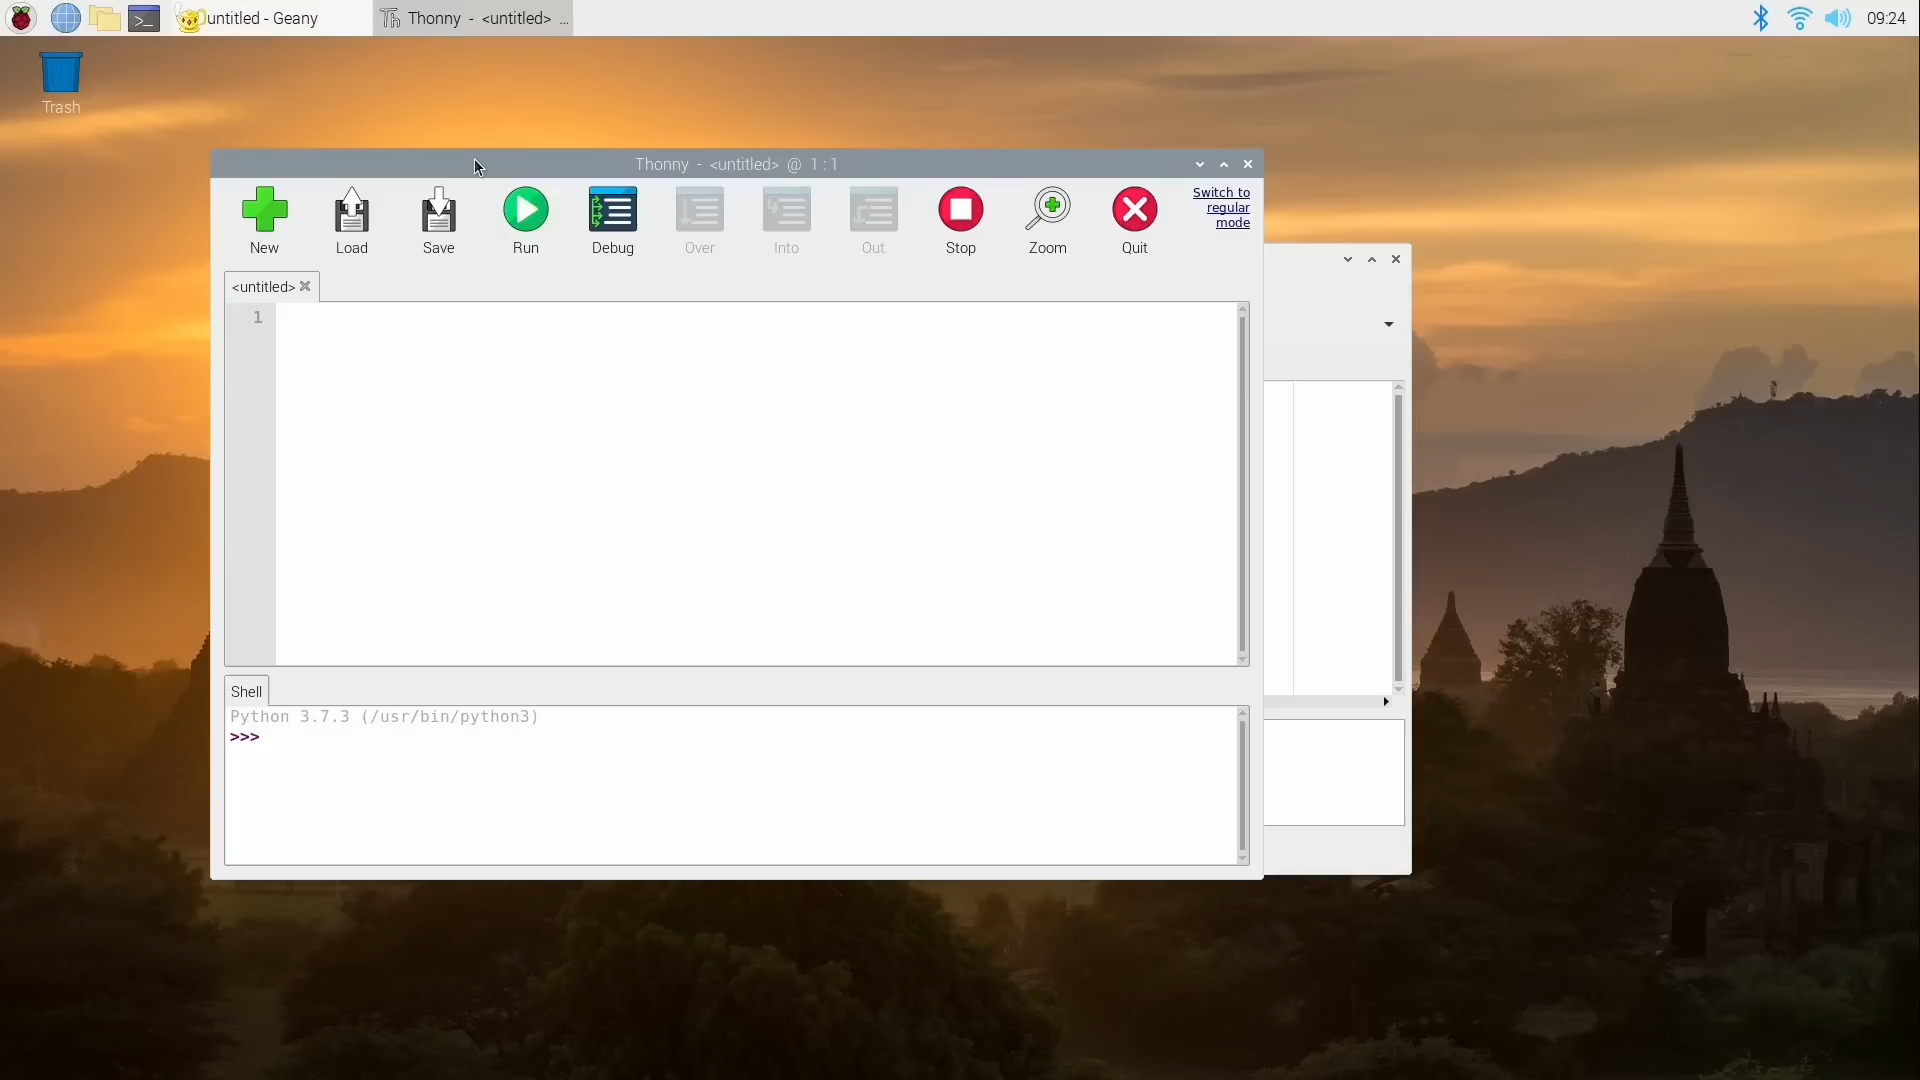 untitled - Geany
Thonny - <untitled> ...
09:24
Trash
Thonny - <untitled> @ 1 : 1
New
Load
Save
Run
Debug
Over
Into
Out
Stop
Zoom
Quit
Switch to
regular
mode
<untitled>
1
Shell
Python 3.7.3 (/usr/bin/python3)
>>>